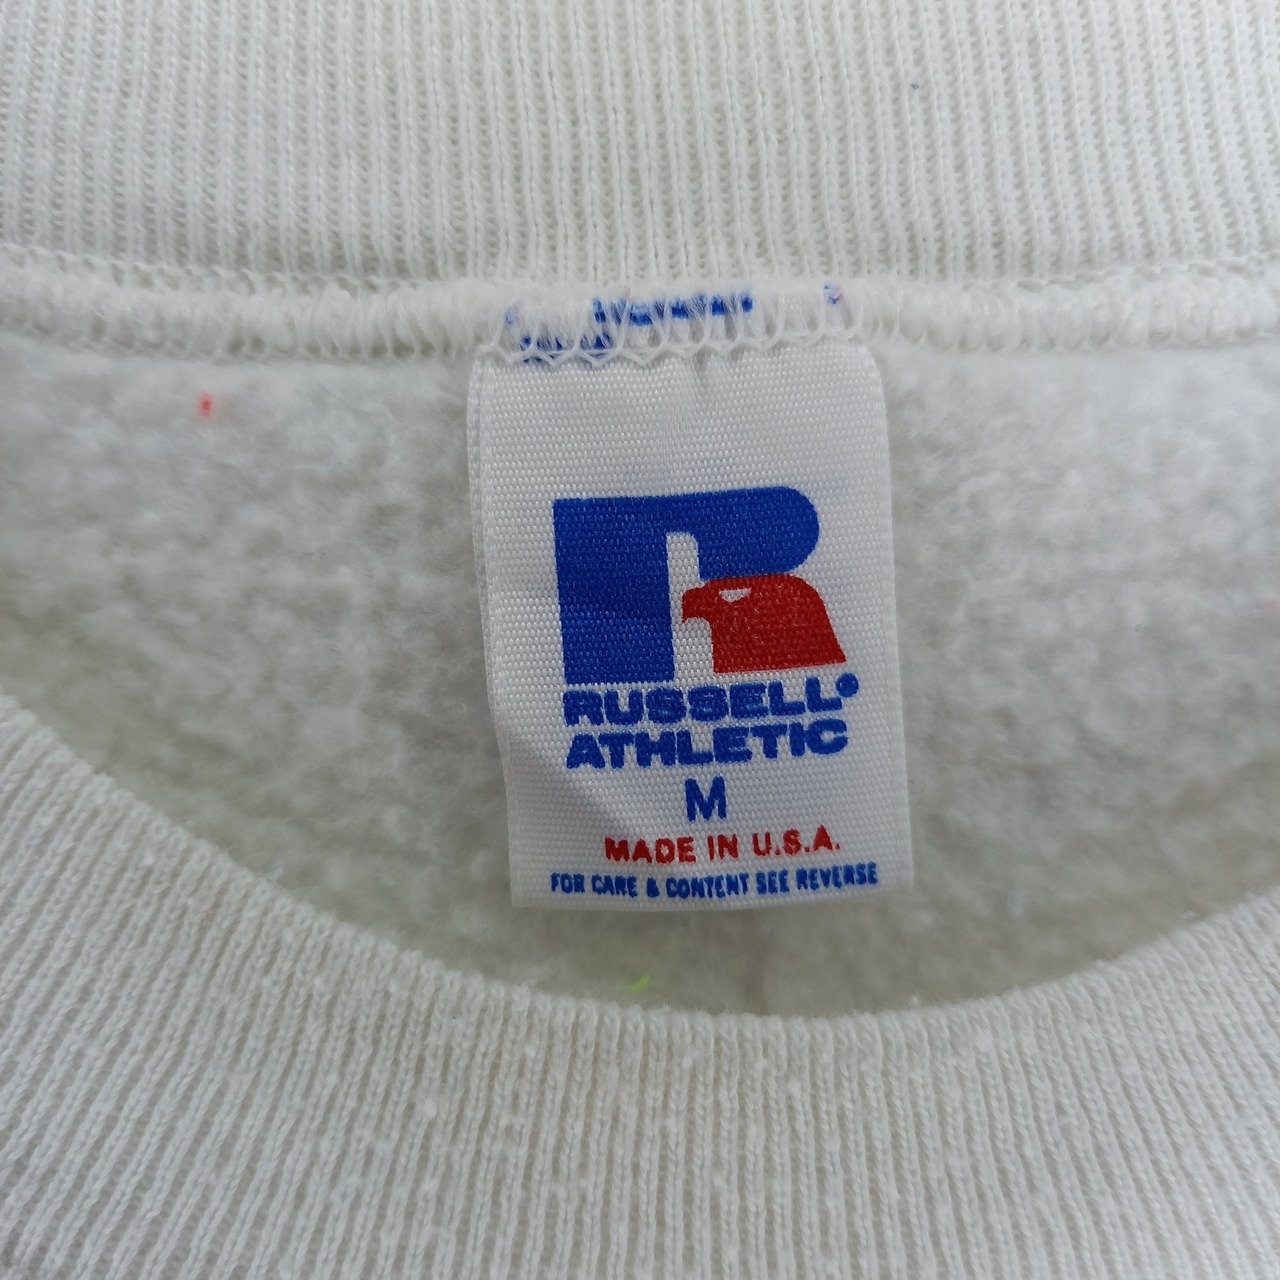 RUSSELL®
ATHLETIC
M
MADE IN U.S.A.
FOR CARE & CONTENT SEE REVERSE